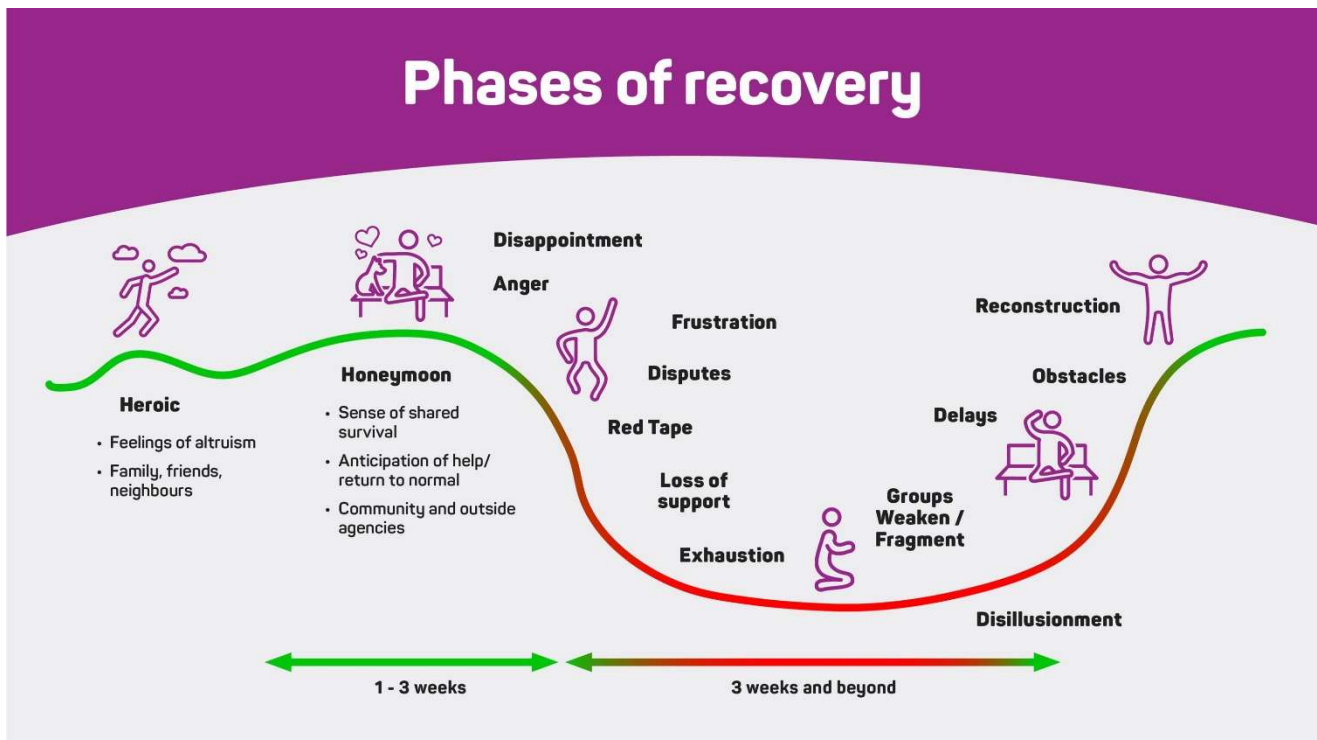 Phases of recovery
Heroic
• Feelings of altruism
• Family, friends,
neighbours
Honeymoon
• Sense of shared
survival
• Anticipation of help/
return to normal
• Community and outside
agencies
Disappointment
Anger
Frustration
Disputes
Red Tape
Loss of
support
Exhaustion
Groups
Weaken /
Fragment
Delays
Obstacles
Reconstruction
Disillusionment
1 - 3 weeks
3 weeks and beyond